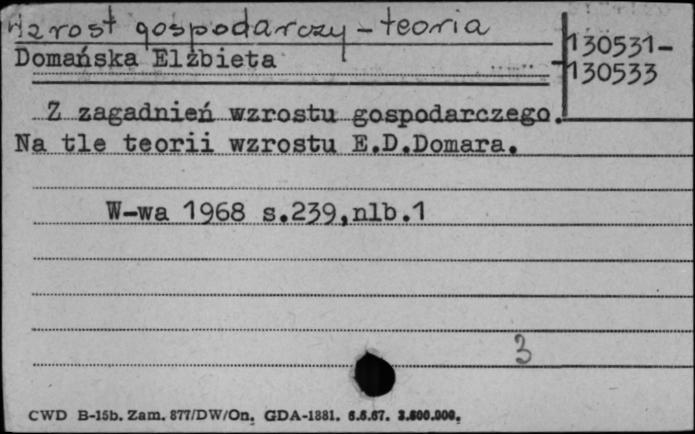 Wzrost gospodarczy - teoria
130531-
Domańska Elżbieta
130533
Z zagadnień wzrostu gospodarczego.
Na tle teorii wzrostu E.D.Domara.
W-wa 1968 s.239,nlb.1
3
CWD B-15b. Zam. 877/DW/On. GDA-1881. 6.6.67. 3.600.000.